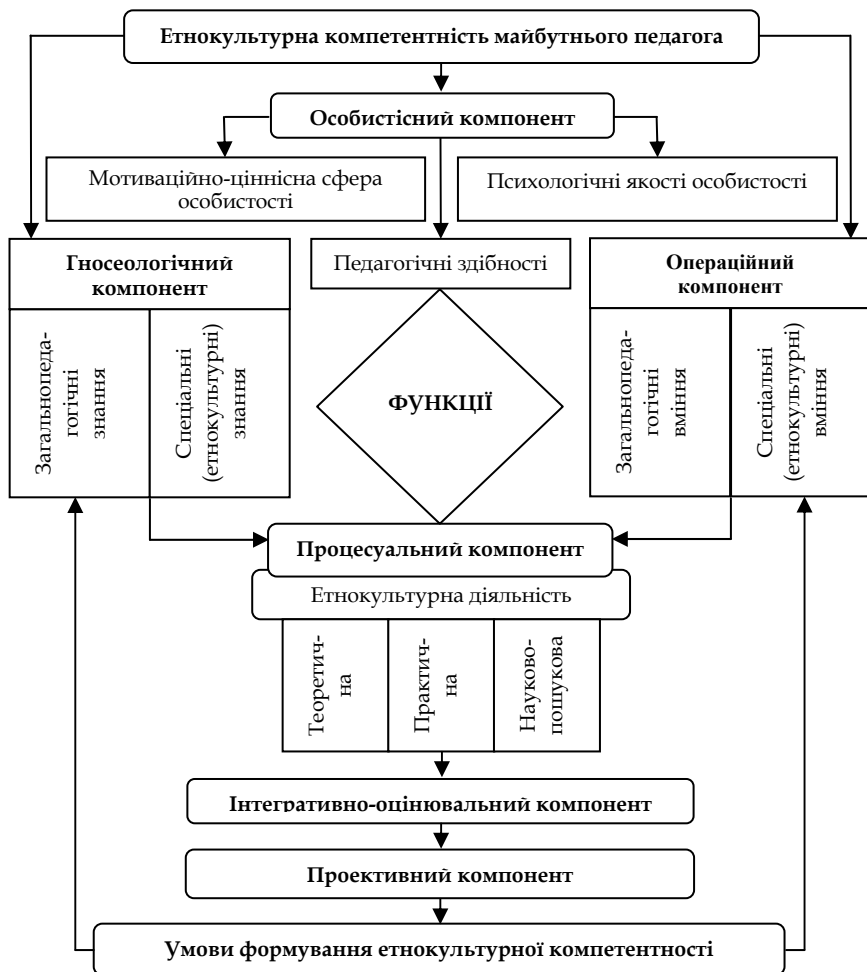 Етнокультурна компетентність майбутнього педагога
Особистісний компонент
Мотиваційно-ціннісна сфера
особистості
Психологічні якості особистості
Гносеологічний
компонент
Педагогічні здібності
Операційний
компонент
Загальнопеда-
гогічні
знання
Спеціальні
(етнокультурні)
знання
ФУНКЦІЇ
Загальнопеда-
гогічні
вміння
Спеціальні
(етнокультурні)
вміння
Процесуальний компонент
Етнокультурна діяльність
Теоретич-
на
Практич-
на
Науково-
пошукова
Інтегративно-оцінювальний компонент
Проективний компонент
Умови формування етнокультурної компетентності